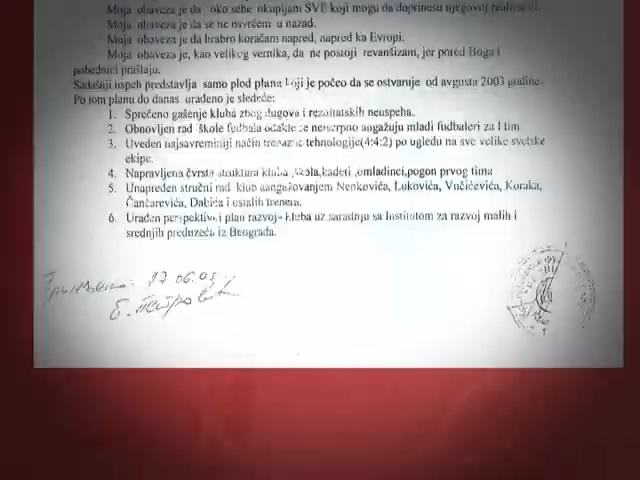 Moja obaveza je da oko sebe okupljam SVE koji mogu da doprinesu njegovoj
Moja obaveza je da se ne osvrćem u nazad.
Moja obaveza je da hrabro koračam napred, napred ka Evropi.
Moja obaveza je, kao velikog vernika, da ne postoji revanšizam, jer pored Boga i
pobednici praštaju.
Sadašnji uspeh predstavlja samo plod plana koji je počeo da se ostvaruje od avgusta 2003 godine.
Po tom planu do danas urađeno je sledeće:
1. Sprečeno gašenje kluba zbog dugova i rezultatskih neuspeha.
2. Obnovljen rad škole fudbala odakle se angažuju mladi fudbaleri za I tim
3. Uveden najsavremeniji način tehnologije(4:4:2) po ugledu na sve velike svetske
ekipe.
4. Napravljena čvrsta struktura kluba ,škola,kadeti ,omladinci,pogon prvog tima
5. Unapređen stručni rad klub aangažovanjem Nenkovića, Lukovića, Vučićevića, Koraka,
Čančarevića, Dabića i ostalih trenera.
6. Urađen perspektivni plan razvoja kluba uz saradnju sa Institutom za razvoj malih i
srednjih preduzeća iz Beograda.
17.06.05
Б. Петровић